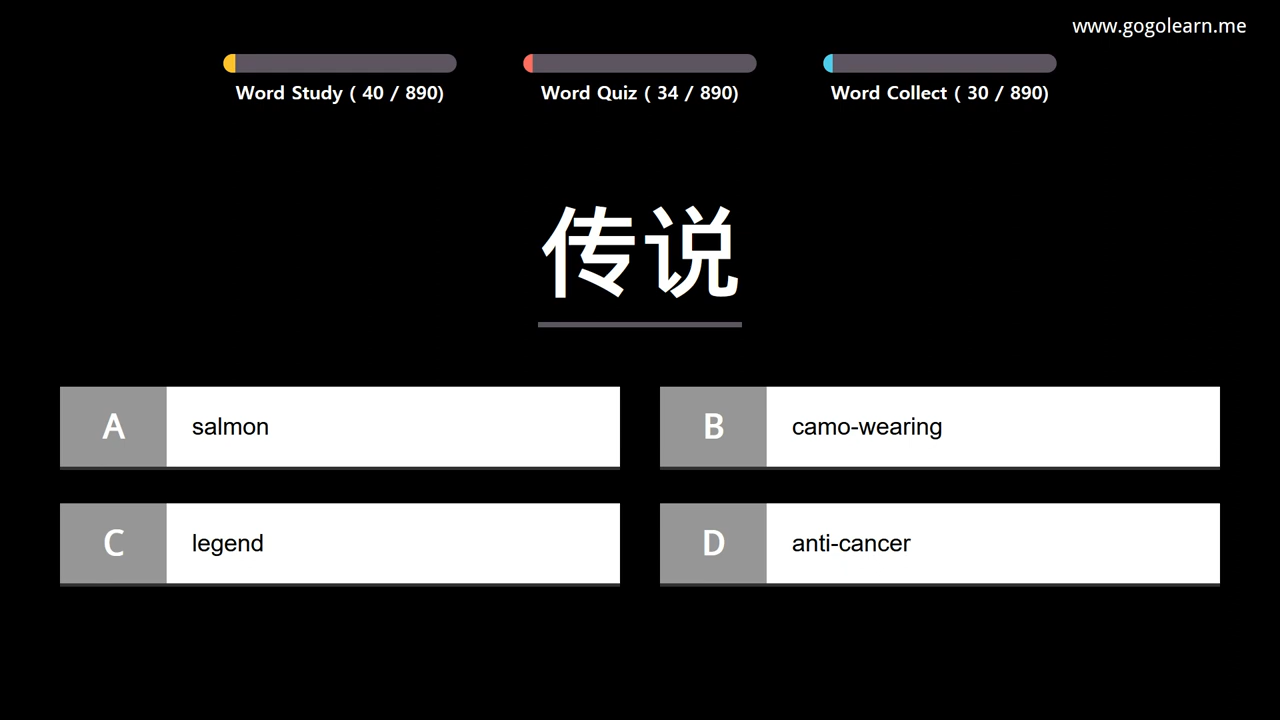 www.gogolearn.me
Word Study ( 40 / 890)
Word Quiz ( 34 / 890)
Word Collect ( 30 / 890)
传说
A salmon
B camo-wearing
C legend
D anti-cancer